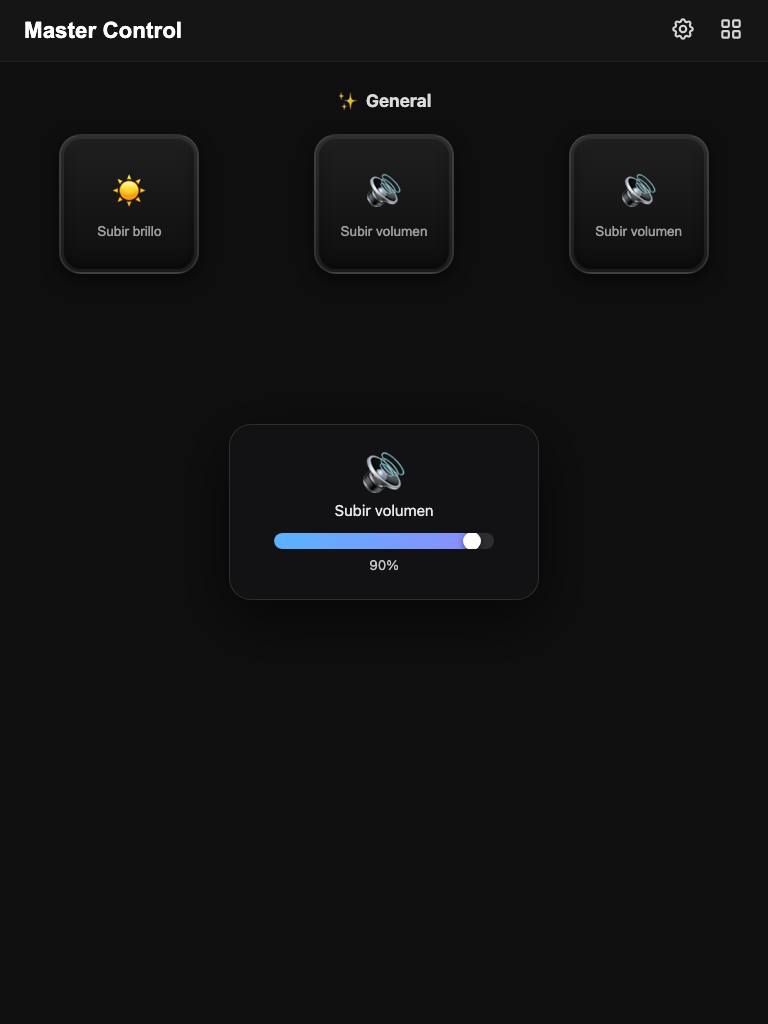 Master Control
✨ General
Subir brillo
Subir volumen
Subir volumen
Subir volumen
90%